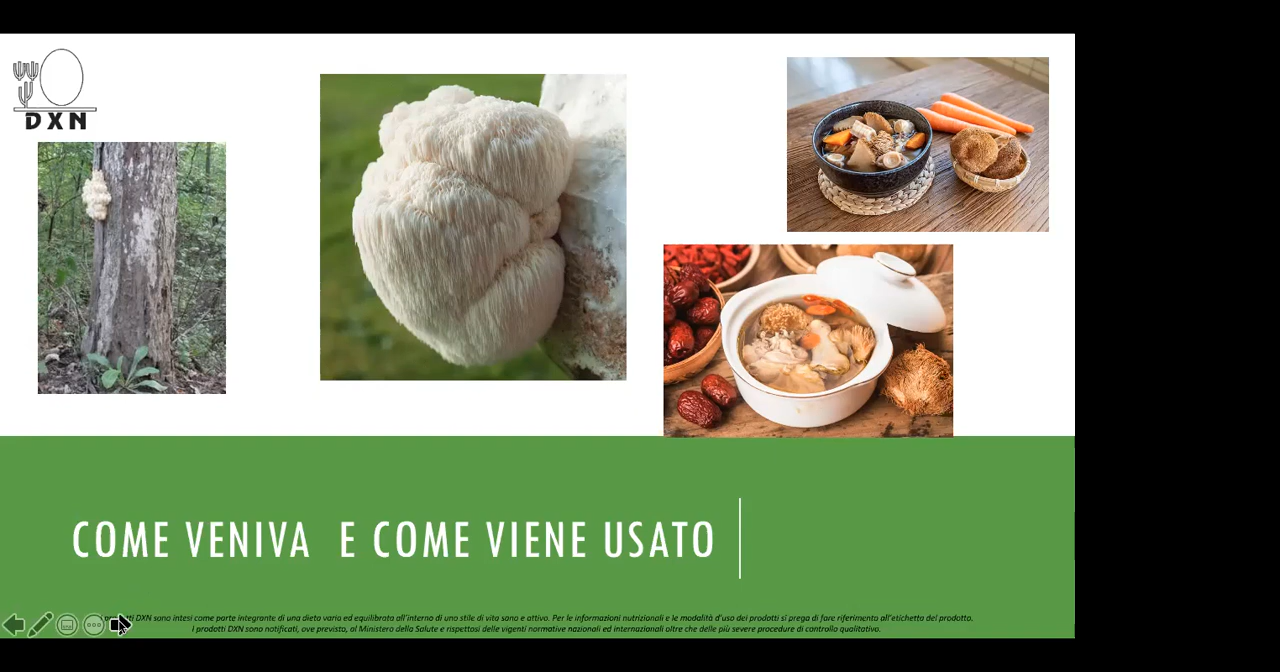 DXN
COME VENIVA E COME VIENE USATO
prodotti DXN sono intesi come parte integrante di una dieta varia ed equilibrata all'interno di uno stile di vita sano e attivo. Per le informazioni nutrizionali e le modalità d'uso dei prodotti si prega di fare riferimento all'etichetta del prodotto.
I prodotti DXN sono notificati, ove previsto, al Ministero della Salute e rispettosi delle vigenti normative nazionali ed internazionali oltre che delle più severe procedure di controllo qualitativo.